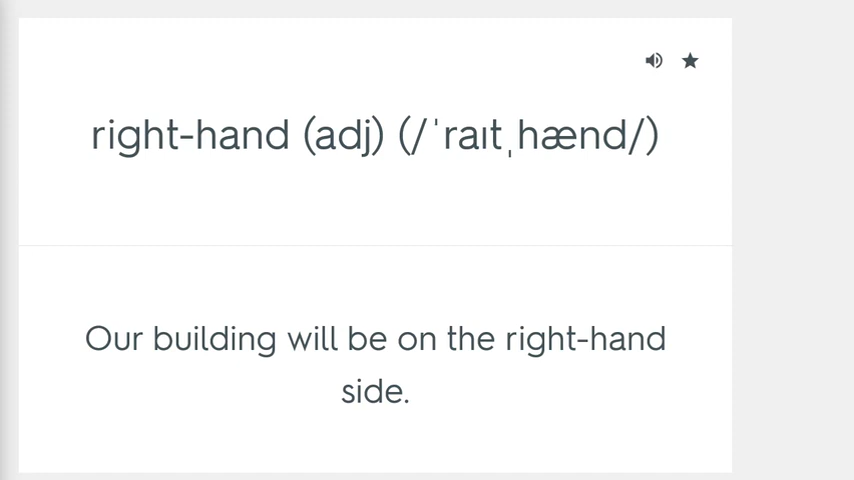 right-hand (adj) (/ˈraɪtˌhænd/)
Our building will be on the right-hand
side.